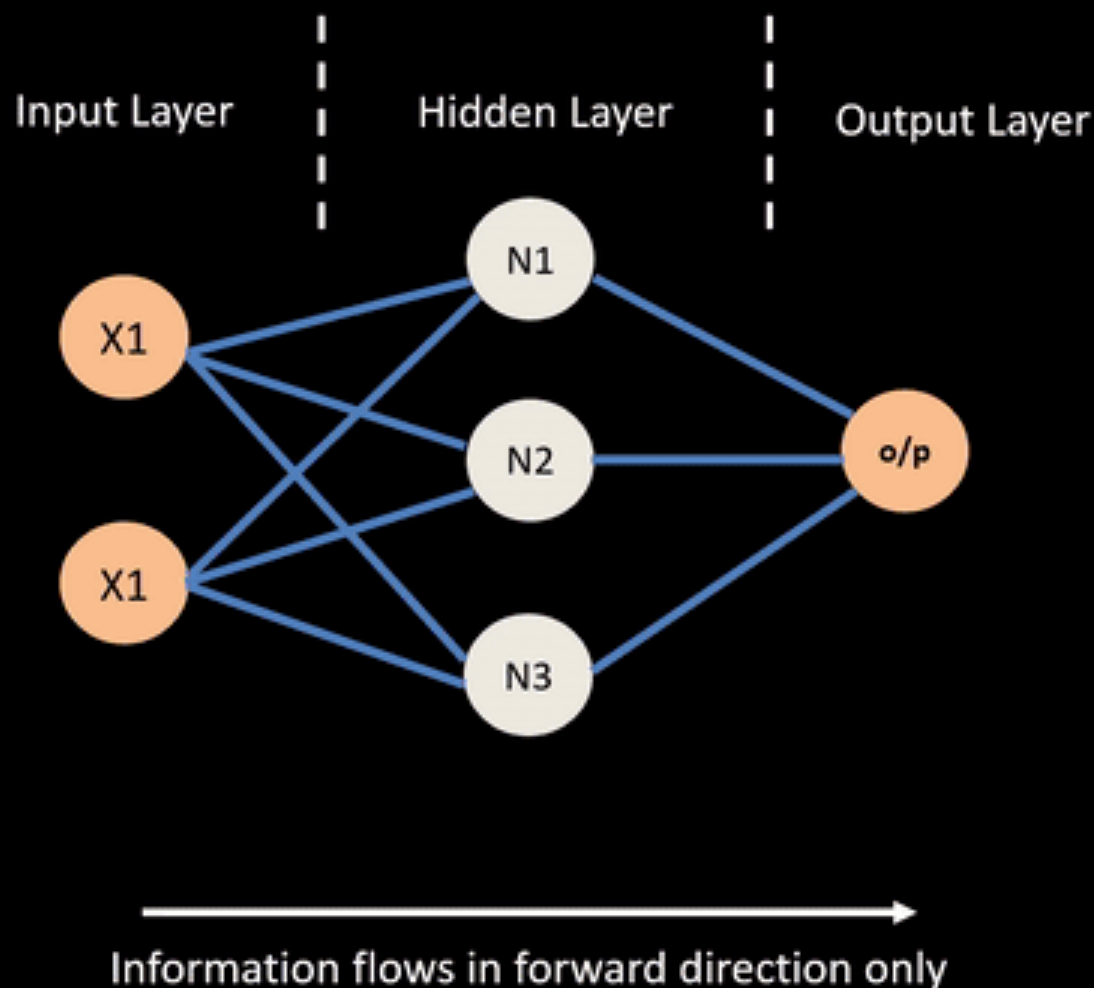 Input Layer
Hidden Layer
Output Layer
N1
X1
N2
o/p
X1
N3
Information flows in forward direction only